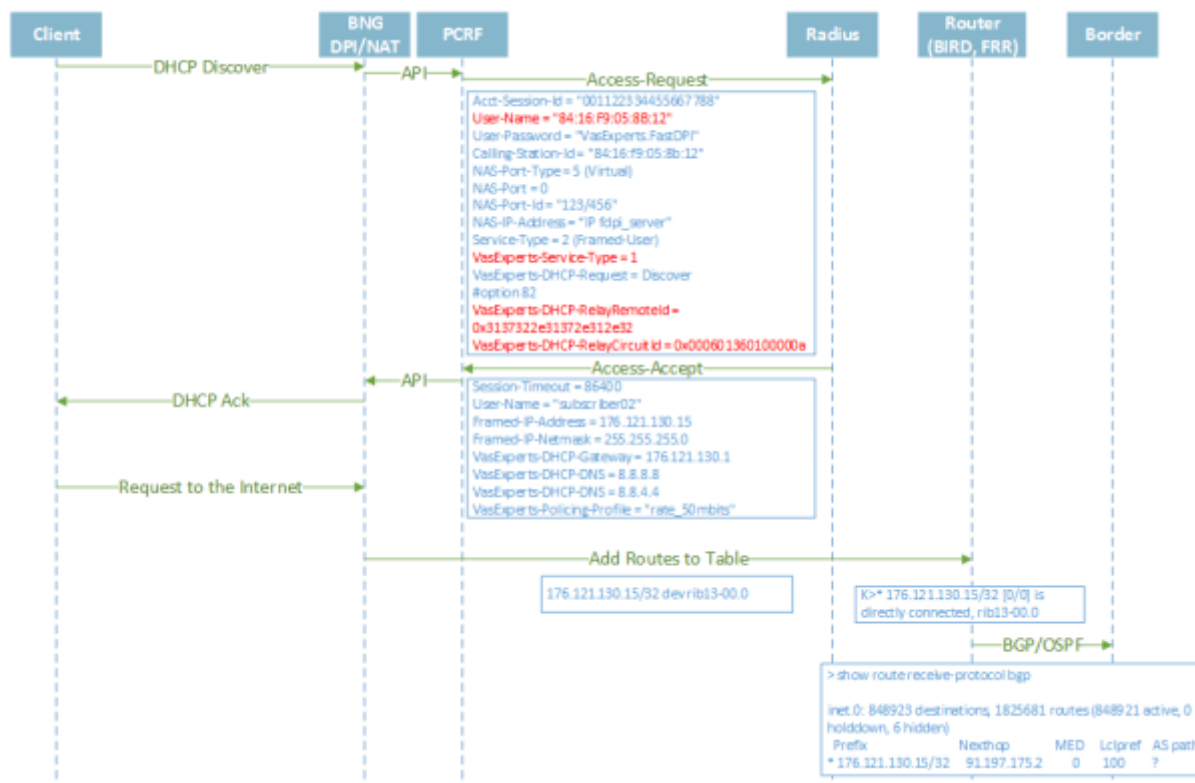 Client
BNG
DPI/NAT
PCRF
Radius
Router
(BIRD, FRR)
Border
DHCP Discover
API
Access-Request
Acct-Session-Id = "001122334455667788"
User-Name = "84:16:F9:05:8B:12"
User-Password = "VasExperts.FastDPI"
Calling-Station-Id = "84:16:f9:05:8b:12"
NAS-Port-Type = 5 (Virtual)
NAS-Port = 0
NAS-Port-Id = "123/456"
NAS-IP-Address = "IP fdpi_server"
Service-Type = 2 (Framed-User)
VasExperts-Service-Type = 1
VasExperts-DHCP-Request = Discover
#option 82
VasExperts-DHCP-RelayRemoteId =
0x3137322e31372e312e32
VasExperts-DHCP-RelayCircuitId = 0x000601360100000a
Access-Accept
API
DHCP Ack
Session-Timeout = 86400
User-Name = "subscriber02"
Framed-IP-Address = 176.121.130.15
Framed-IP-Netmask = 255.255.255.0
VasExperts-DHCP-Gateway = 176.121.130.1
VasExperts-DHCP-DNS = 8.8.8.8
VasExperts-DHCP-DNS = 8.8.4.4
VasExperts-Policing-Profile = "rate_50mbits"
Request to the Internet
Add Routes to Table
176.121.130.15/32 dev rib13-00.0
K>* 176.121.130.15/32 [0/0] is
directly connected, rib13-00.0
BGP/OSPF
> show route receive-protocol bgp
inet.0: 848923 destinations, 1825681 routes (848921 active, 0
holddown, 6 hidden)
Prefix Nexthop MED Lclpref AS path
* 176.121.130.15/32 91.197.175.2 0 100 ?